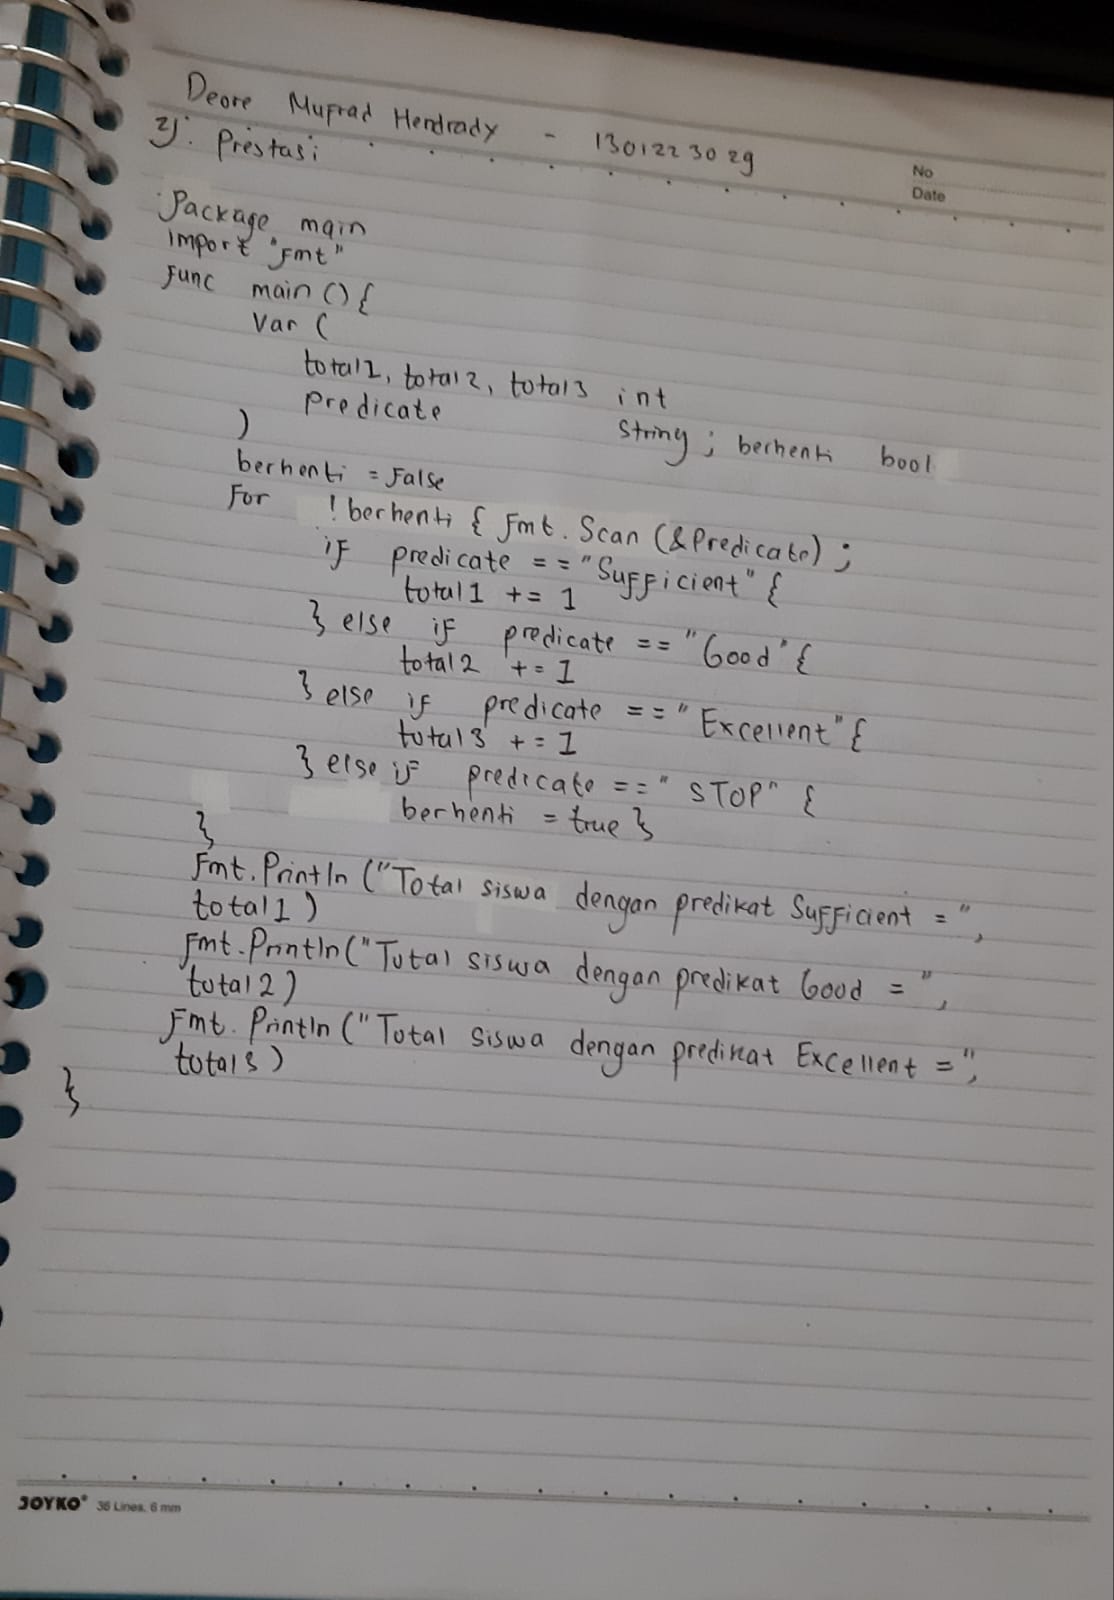 Deore Mufrad Hendrady - 1301223029
2). Prestasi
No
Date
Package main
import "fmt"
func main () {
var (
total1, total2, total3 int
predicate string ; berhenti bool
)
berhenti = false
for ! berhenti { fmt. Scan (&predicate) ;
if predicate == "Sufficient" {
total1 += 1
} else if predicate == "Good" {
total2 += 1
} else if predicate == "Excellent" {
total3 += 1
} else if predicate == "STOP" {
berhenti = true }
}
fmt. Println ("Total siswa dengan predikat Sufficient = ",
total1 )
fmt. Println ("Total siswa dengan predikat Good = ",
total2 )
fmt. Println ("Total siswa dengan predikat Excellent = ",
total3 )
}
JOYKO® 36 Lines, 6 mm